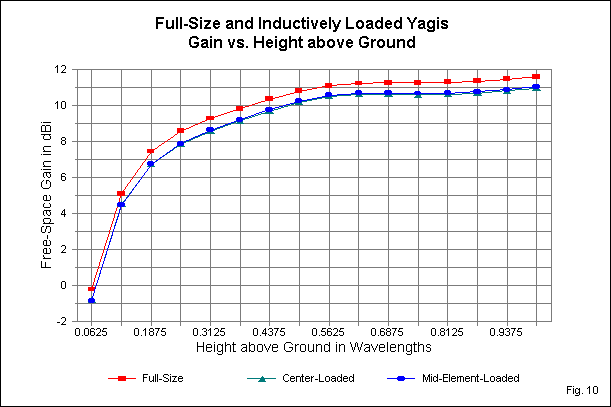 Full-Size and Inductively Loaded Yagis
Gain vs. Height above Ground
Free-Space Gain in dBi
12
10
8
6
4
2
0
-2
0.0625 0.1875 0.3125 0.4375 0.5625 0.6875 0.8125 0.9375
Height above Ground in Wavelengths
Full-Size Center-Loaded Mid-Element-Loaded
Fig. 10